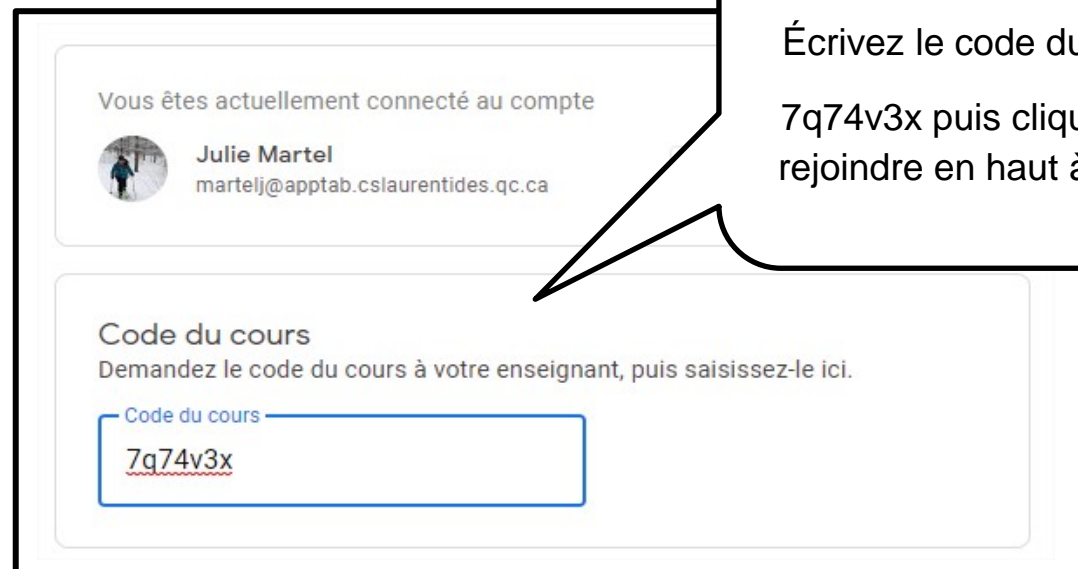 Écrivez le code du
7q74v3x puis cliqu
rejoindre en haut à
Vous êtes actuellement connecté au compte
Julie Martel
martelj@apptab.cslaurentides.qc.ca
Code du cours
Demandez le code du cours à votre enseignant, puis saisissez-le ici.
Code du cours
7q74v3x